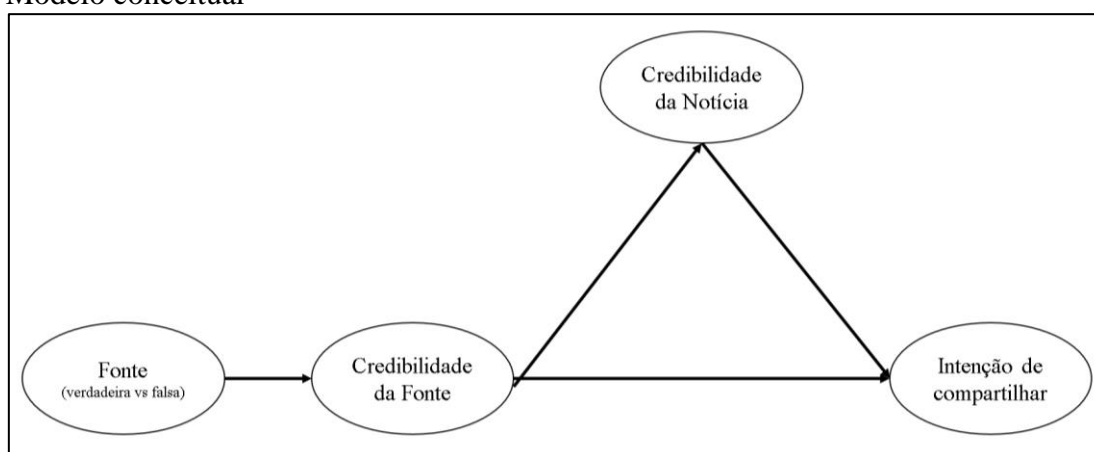 Modelo conceitual
Credibilidade
da Notícia
Fonte
(verdadeira vs falsa)
Credibilidade
da Fonte
Intenção de
compartilhar